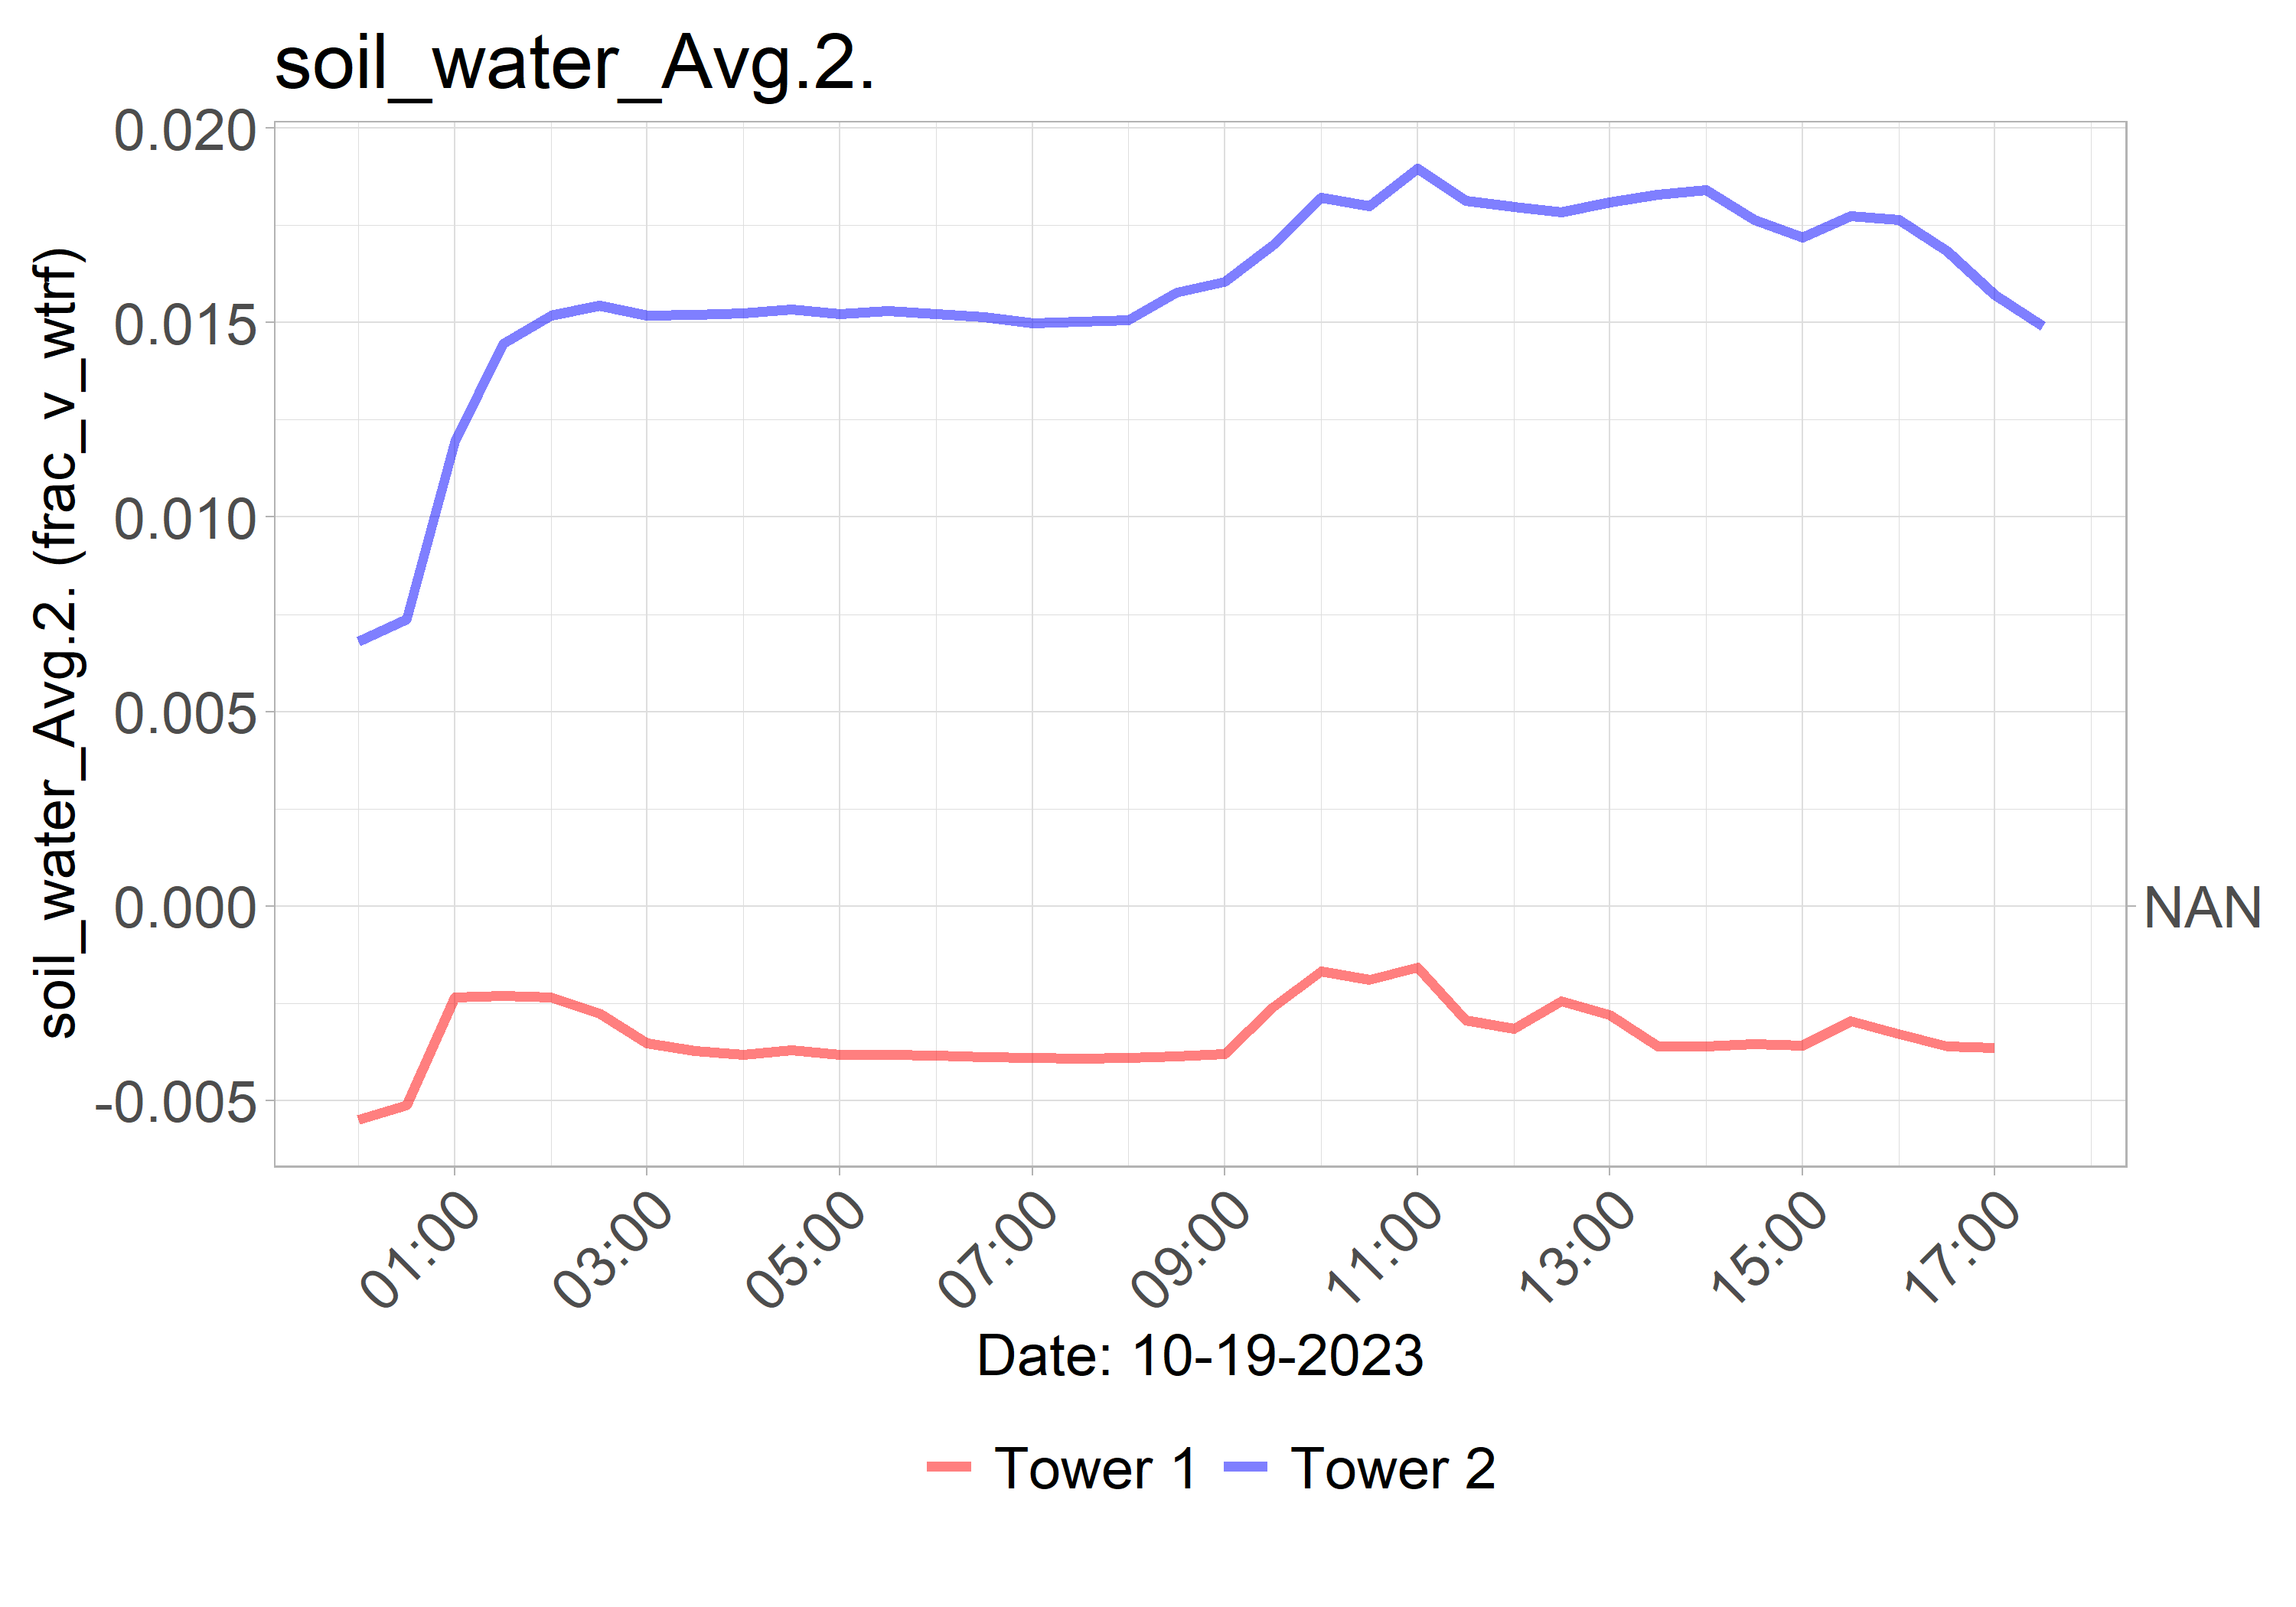 soil_water_Avg.2.
soil_water_Avg.2. (frac_v_wtrf)
0.020
0.015
0.010
0.005
0.000
-0.005
NAN
01:00 03:00 05:00 07:00 09:00 11:00 13:00 15:00 17:00
Date: 10-19-2023
Tower 1 Tower 2